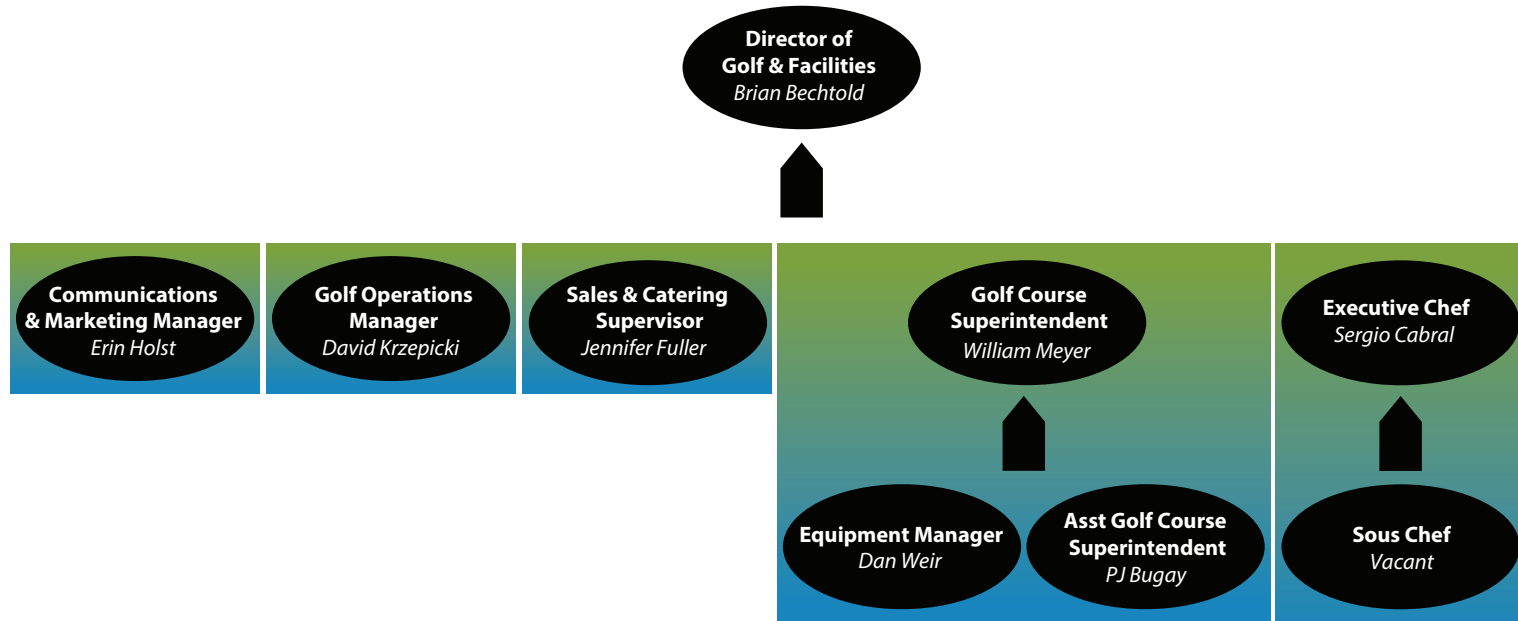 Director of
Golf & Facilities
Brian Bechtold
Communications
& Marketing Manager
Erin Holst
Golf Operations
Manager
David Krzepicki
Sales & Catering
Supervisor
Jennifer Fuller
Golf Course
Superintendent
William Meyer
Executive Chef
Sergio Cabral
Equipment Manager
Dan Weir
Asst Golf Course
Superintendent
PJ Bugay
Sous Chef
Vacant